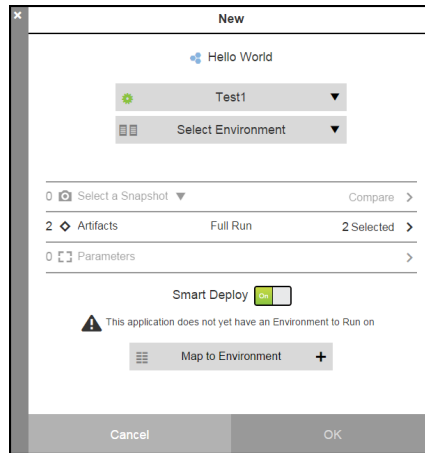 New
Hello World
Test1
Select Environment
0 Select a Snapshot Compare
2 Artifacts Full Run 2 Selected
0 Parameters
Smart Deploy On
This application does not yet have an Environment to Run on
Map to Environment
Cancel OK